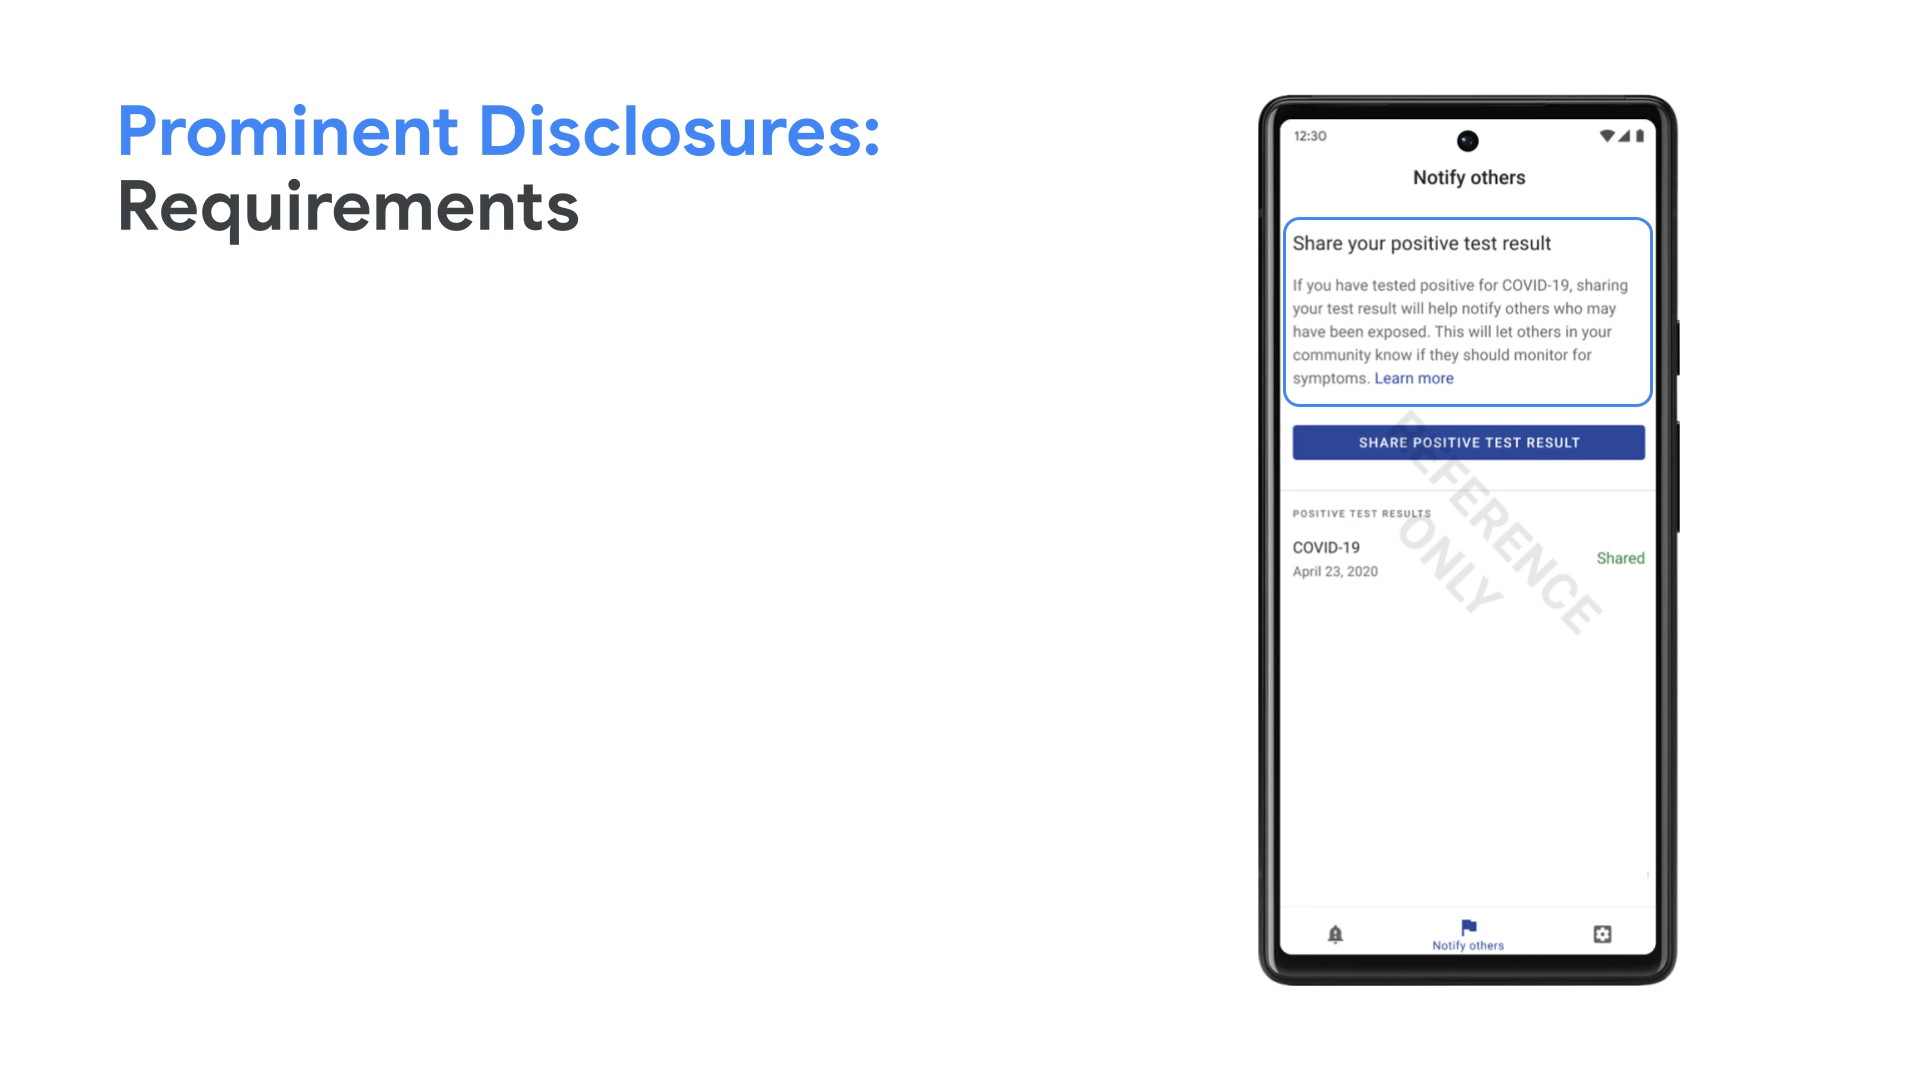 Prominent Disclosures:
Requirements
12:30
Notify others
Share your positive test result
If you have tested positive for COVID-19, sharing
your test result will help notify others who may
have been exposed. This will let others in your
community know if they should monitor for
symptoms. Learn more
SHARE POSITIVE TEST RESULT
REFERENCE
ONLY
POSITIVE TEST RESULTS
COVID-19
Shared
April 23, 2020
Notify others